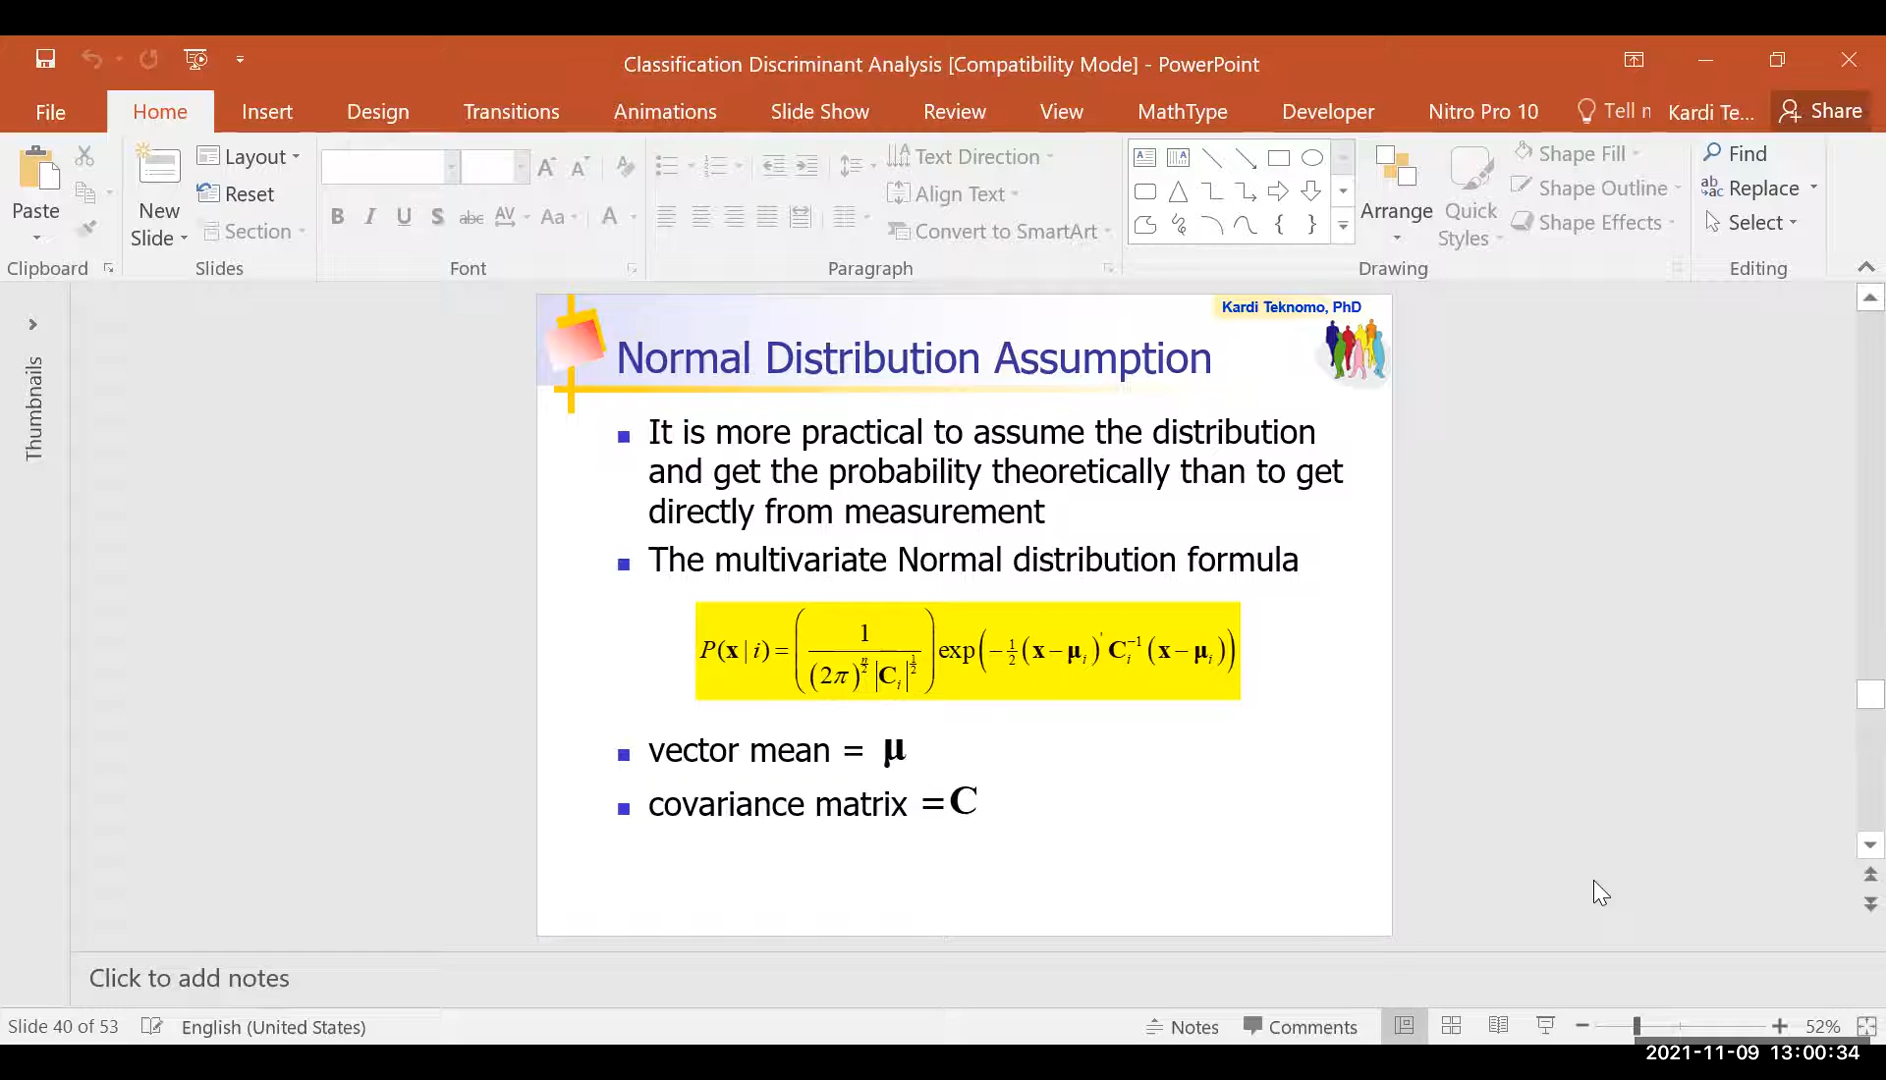 Classification Discriminant Analysis [Compatibility Mode] - PowerPoint
File Home Insert Design Transitions Animations Slide Show Review View MathType Developer Nitro Pro 10 Tell n Kardi Te... Share
Paste
Clipboard
New Slide
Layout
Reset
Section
Slides
B I U S abc AV Aa A
Font
Text Direction
Align Text
Convert to SmartArt
Paragraph
Arrange
Quick Styles
Shape Fill
Shape Outline
Shape Effects
Drawing
Find
Replace
Select
Editing
Thumbnails
Kardi Teknomo, PhD
Normal Distribution Assumption
It is more practical to assume the distribution
and get the probability theoretically than to get
directly from measurement
The multivariate Normal distribution formula
P(x | i) = (1 / ((2π)^(n/2) |C_i|^(1/2))) exp(−½ (x−μ_i)' C_i^(−1) (x−μ_i))
vector mean = μ
covariance matrix = C
Click to add notes
Slide 40 of 53 English (United States) Notes Comments 52%
2021-11-09 13:00:34